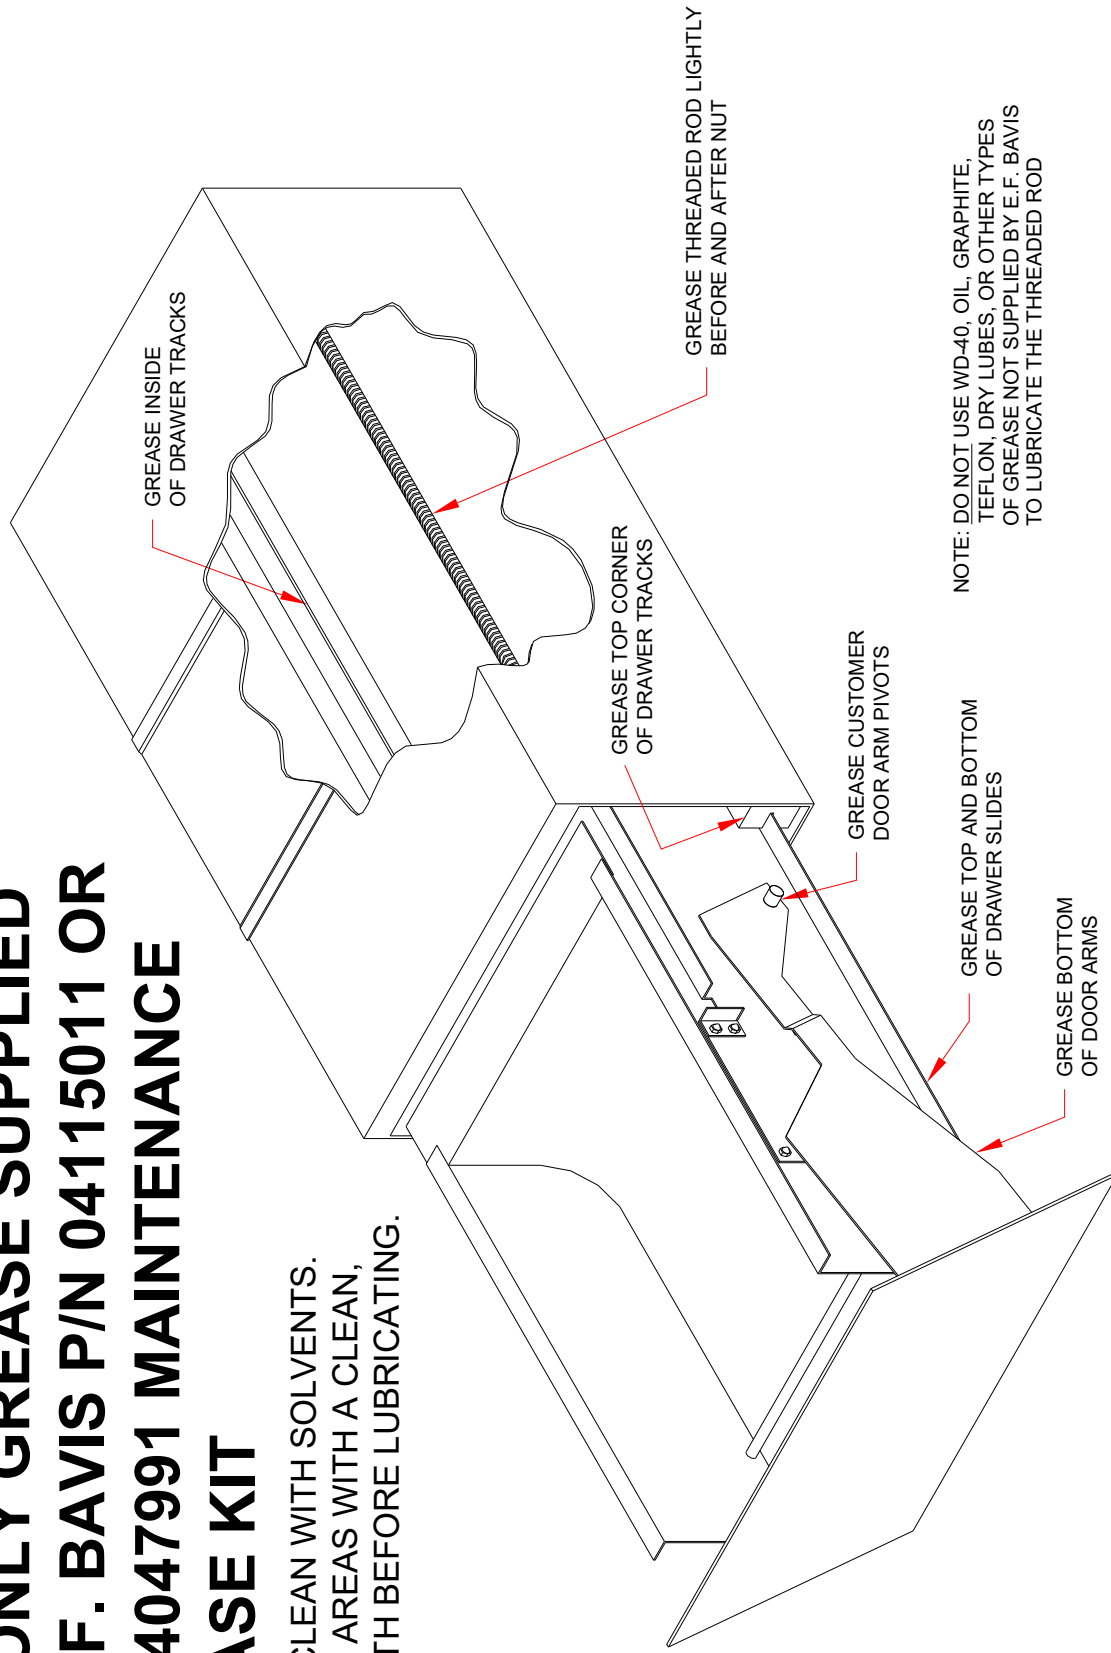 ONLY GREASE SUPPLIED
F. BAVIS P/N 04115011 OR
4047991 MAINTENANCE
KIT
CLEAN WITH SOLVENTS.
AREAS WITH A CLEAN,
BEFORE LUBRICATING.
GREASE INSIDE
OF DRAWER TRACKS
GREASE THREADED ROD LIGHTLY
BEFORE AND AFTER NUT
GREASE TOP CORNER
OF DRAWER TRACKS
GREASE CUSTOMER
DOOR ARM PIVOTS
GREASE TOP AND BOTTOM
OF DRAWER SLIDES
GREASE BOTTOM
OF DOOR ARMS
NOTE: DO NOT USE WD-40, OIL, GRAPHITE,
TEFLON, DRY LUBES, OR OTHER TYPES
OF GREASE NOT SUPPLIED BY E.F. BAVIS
TO LUBRICATE THE THREADED ROD